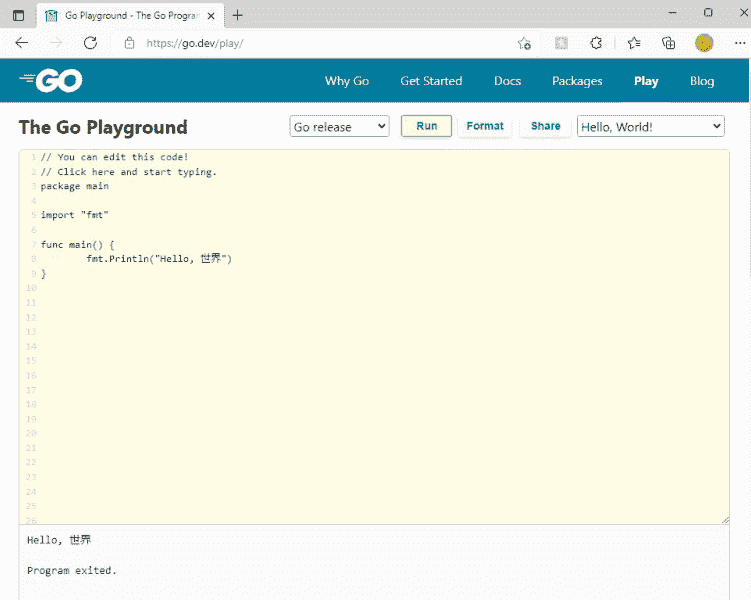 Go Playground - The Go Program
https://go.dev/play/
GO
Why Go Get Started Docs Packages Play Blog
The Go Playground
Go release Run Format Share Hello, World!
1 // You can edit this code!
2 // Click here and start typing.
3 package main
4
5 import "fmt"
6
7 func main() {
8 fmt.Println("Hello, 世界")
9 }
10
11
12
13
14
15
16
17
18
19
20
21
22
23
24
25
26
Hello, 世界
Program exited.